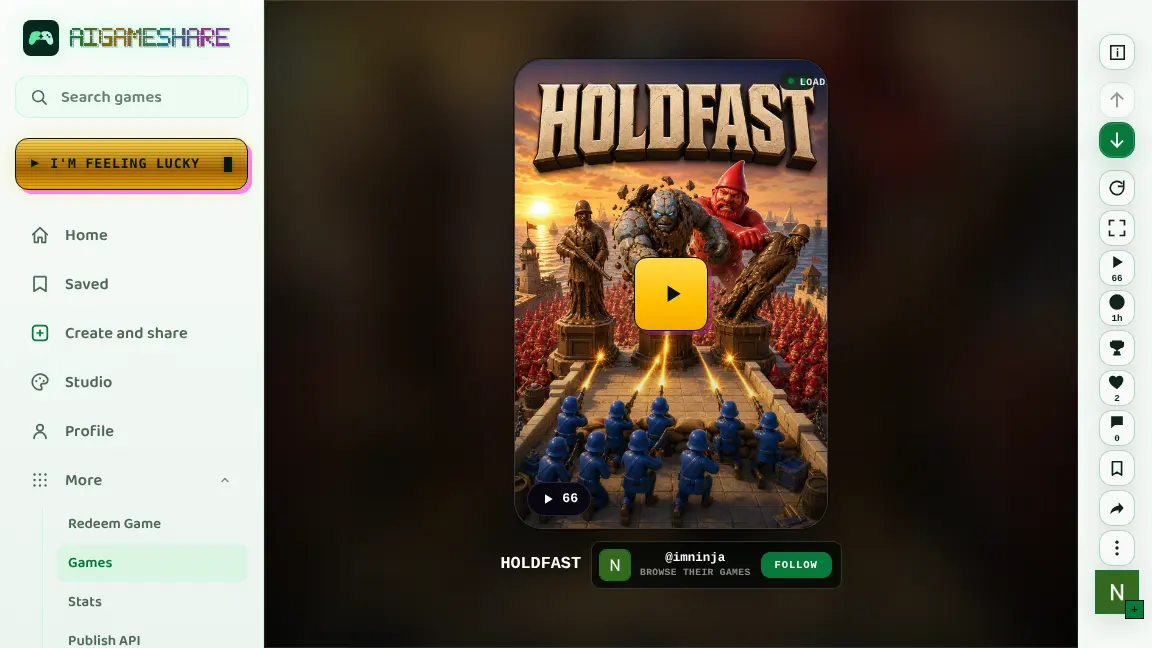 AIGAMESHARE
Search games
I'M FEELING LUCKY
Home
Saved
Create and share
Studio
Profile
More
Redeem Game
Games
Stats
Publish API
LOAD
HOLDFAST
66
HOLDFAST
N
@imninja
BROWSE THEIR GAMES
FOLLOW
66
1h
2
0
N